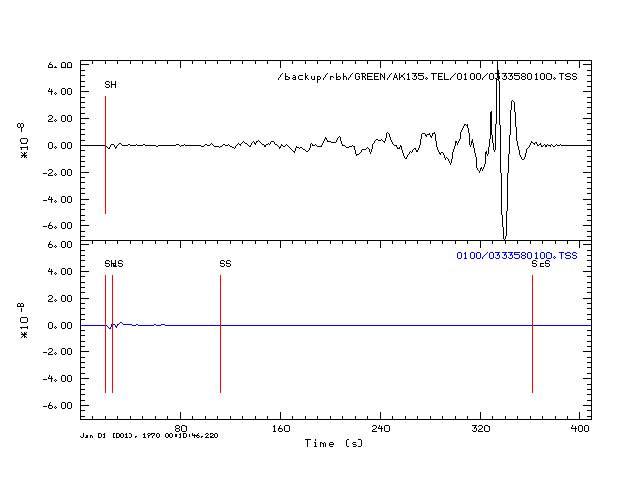 6.00
/backup/rbh/GREEN/AK135.TEL/0100/0333580100.TSS
SH
4.00
2.00
0.00
-2.00
-4.00
-6.00
*10 -8
6.00
0100/0333580100.TSS
SS
ScS
4.00
2.00
0.00
-2.00
-4.00
-6.00
*10 -8
80 160 240 320 400
Jan 01 (001), 1970 00:10:46.220
Time (s)